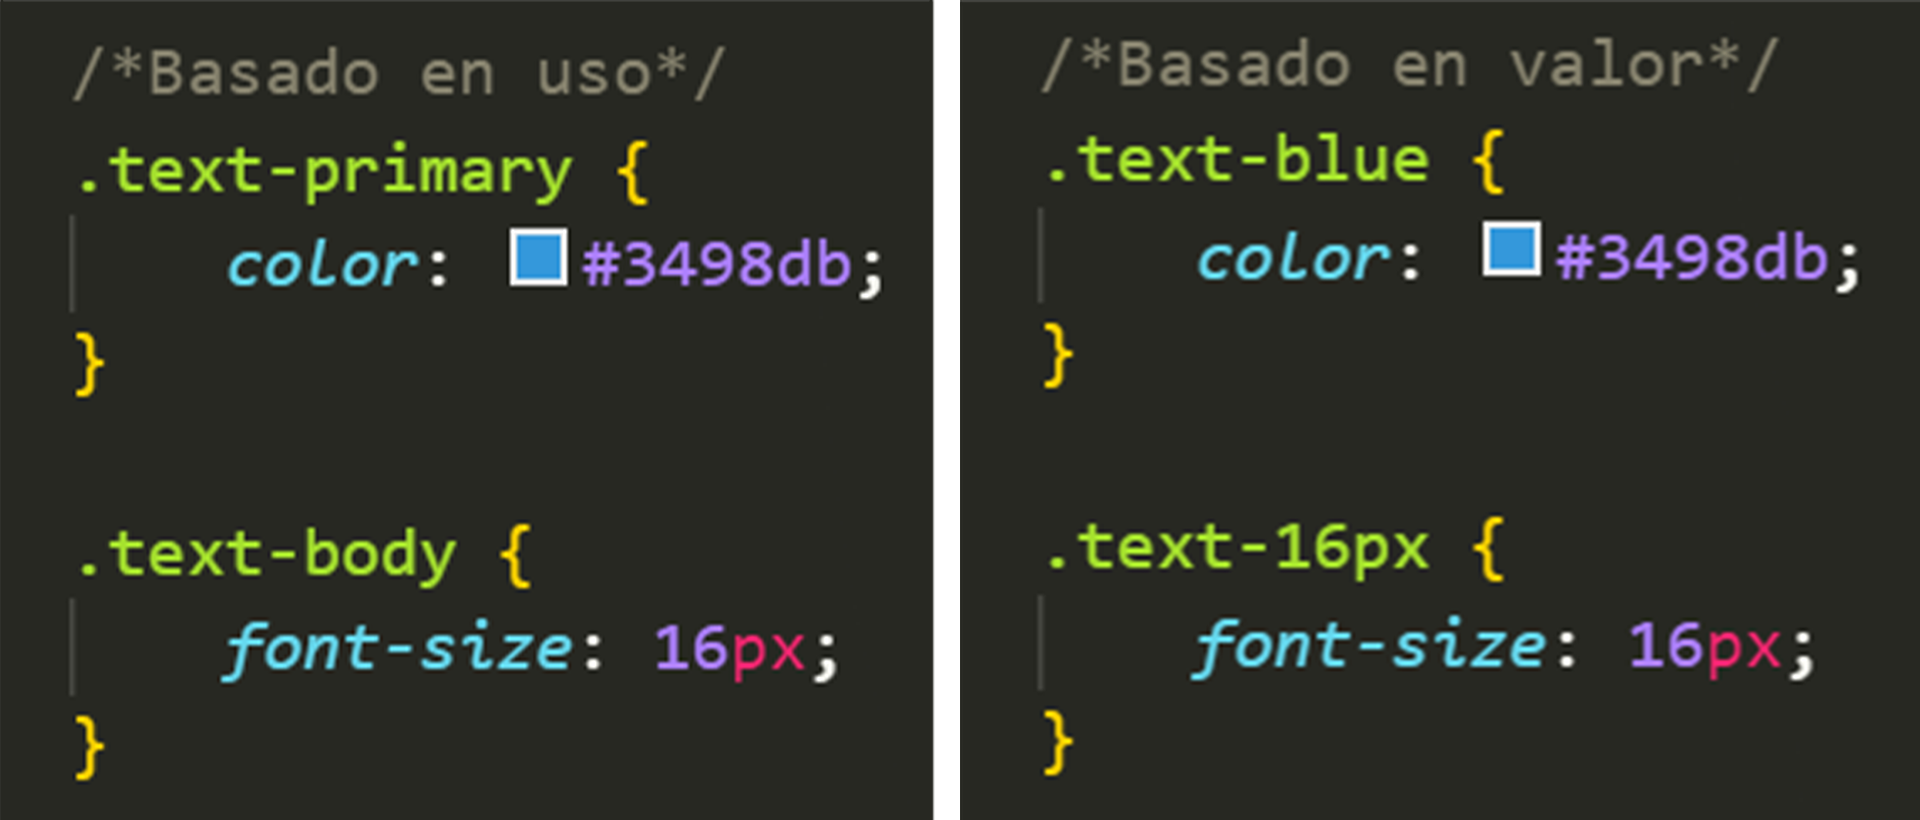 /*Basado en uso*/
.text-primary {
color: #3498db;
}
.text-body {
font-size: 16px;
}
/*Basado en valor*/
.text-blue {
color: #3498db;
}
.text-16px {
font-size: 16px;
}